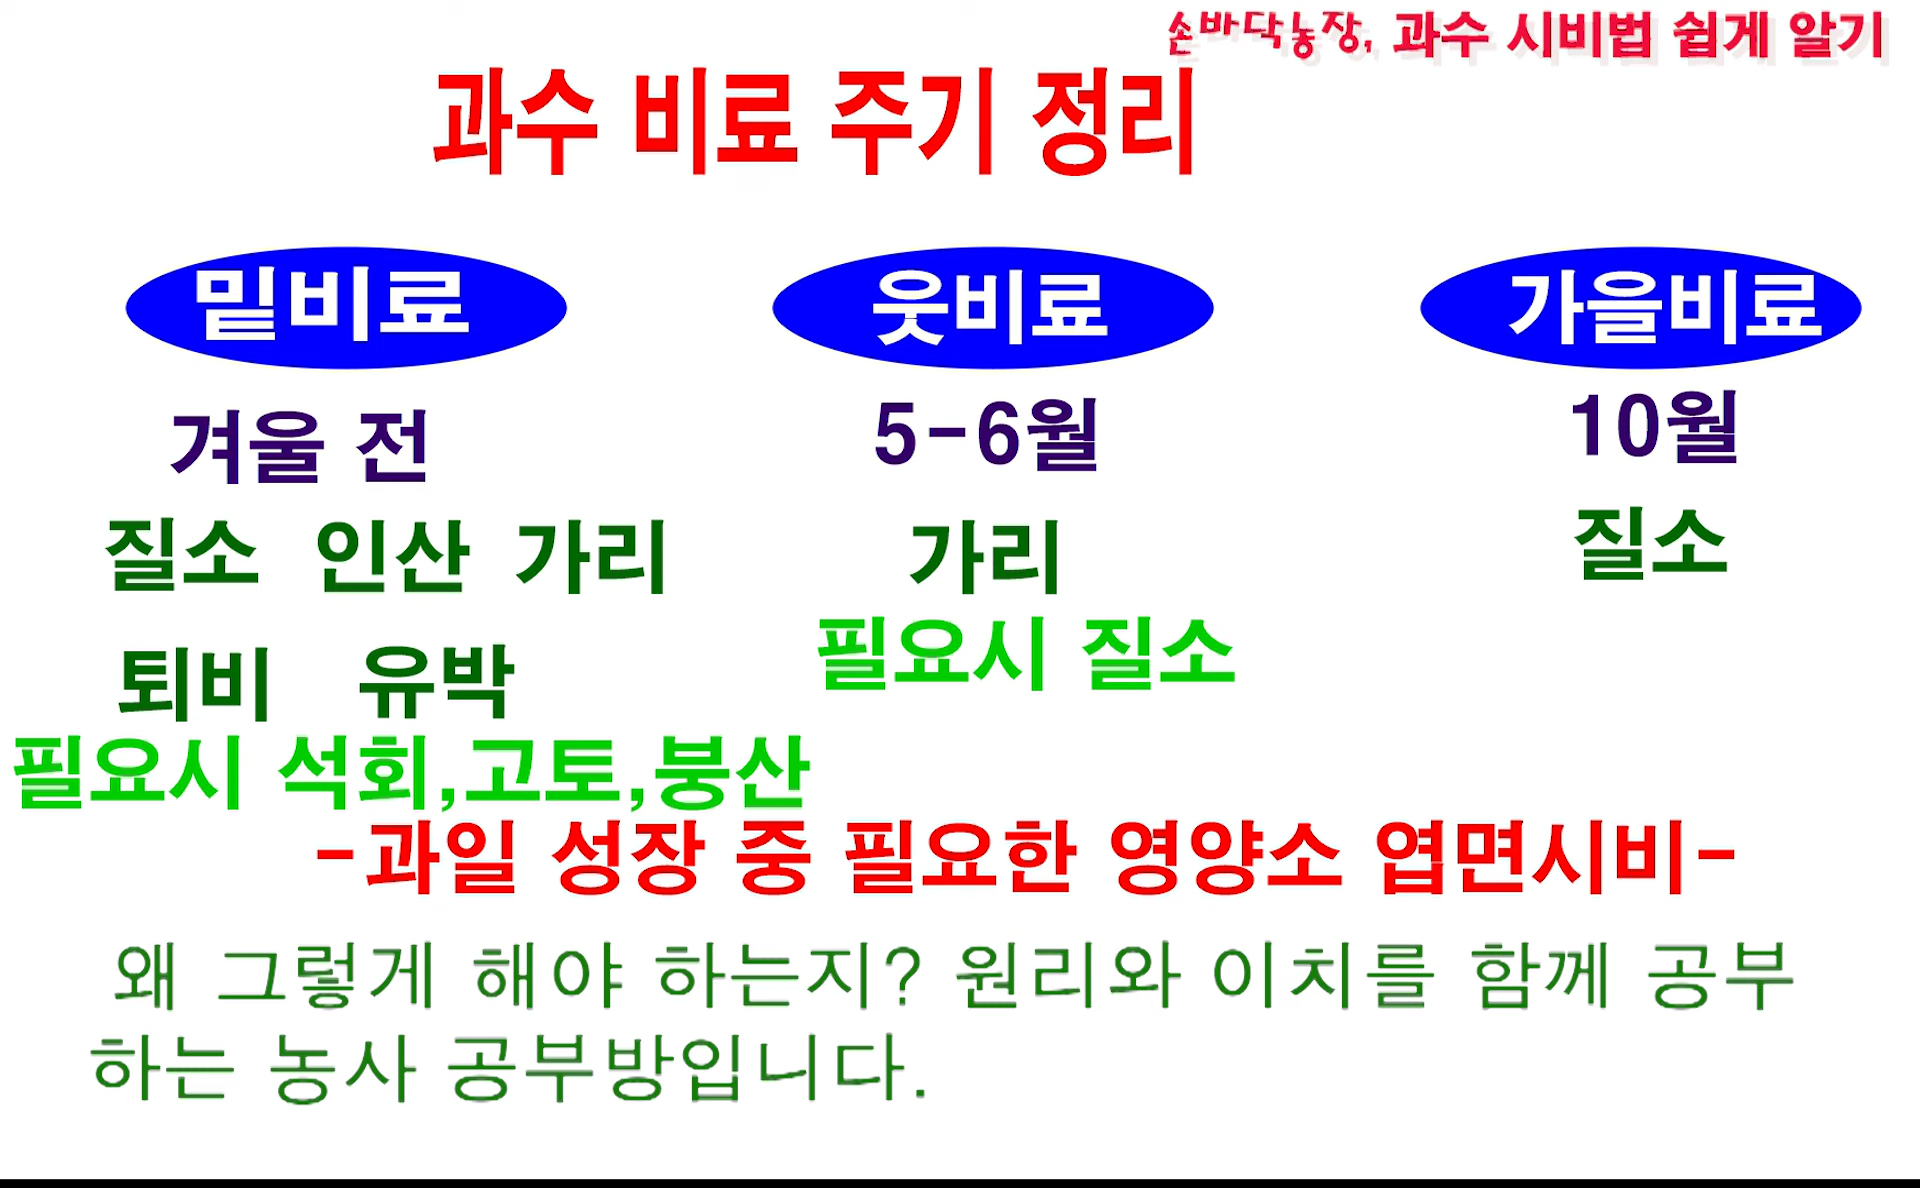 손바닥농장, 과수 시비법 쉽게 알기
과수 비료 주기 정리
밑비료 웃비료 가을비료
겨울 전 5-6월 10월
질소 인산 가리 가리 질소
필요시 질소
퇴비 유박
필요시 석회,고토,붕산
-과일 성장 중 필요한 영양소 엽면시비-
왜 그렇게 해야 하는지? 원리와 이치를 함께 공부
하는 농사 공부방입니다.